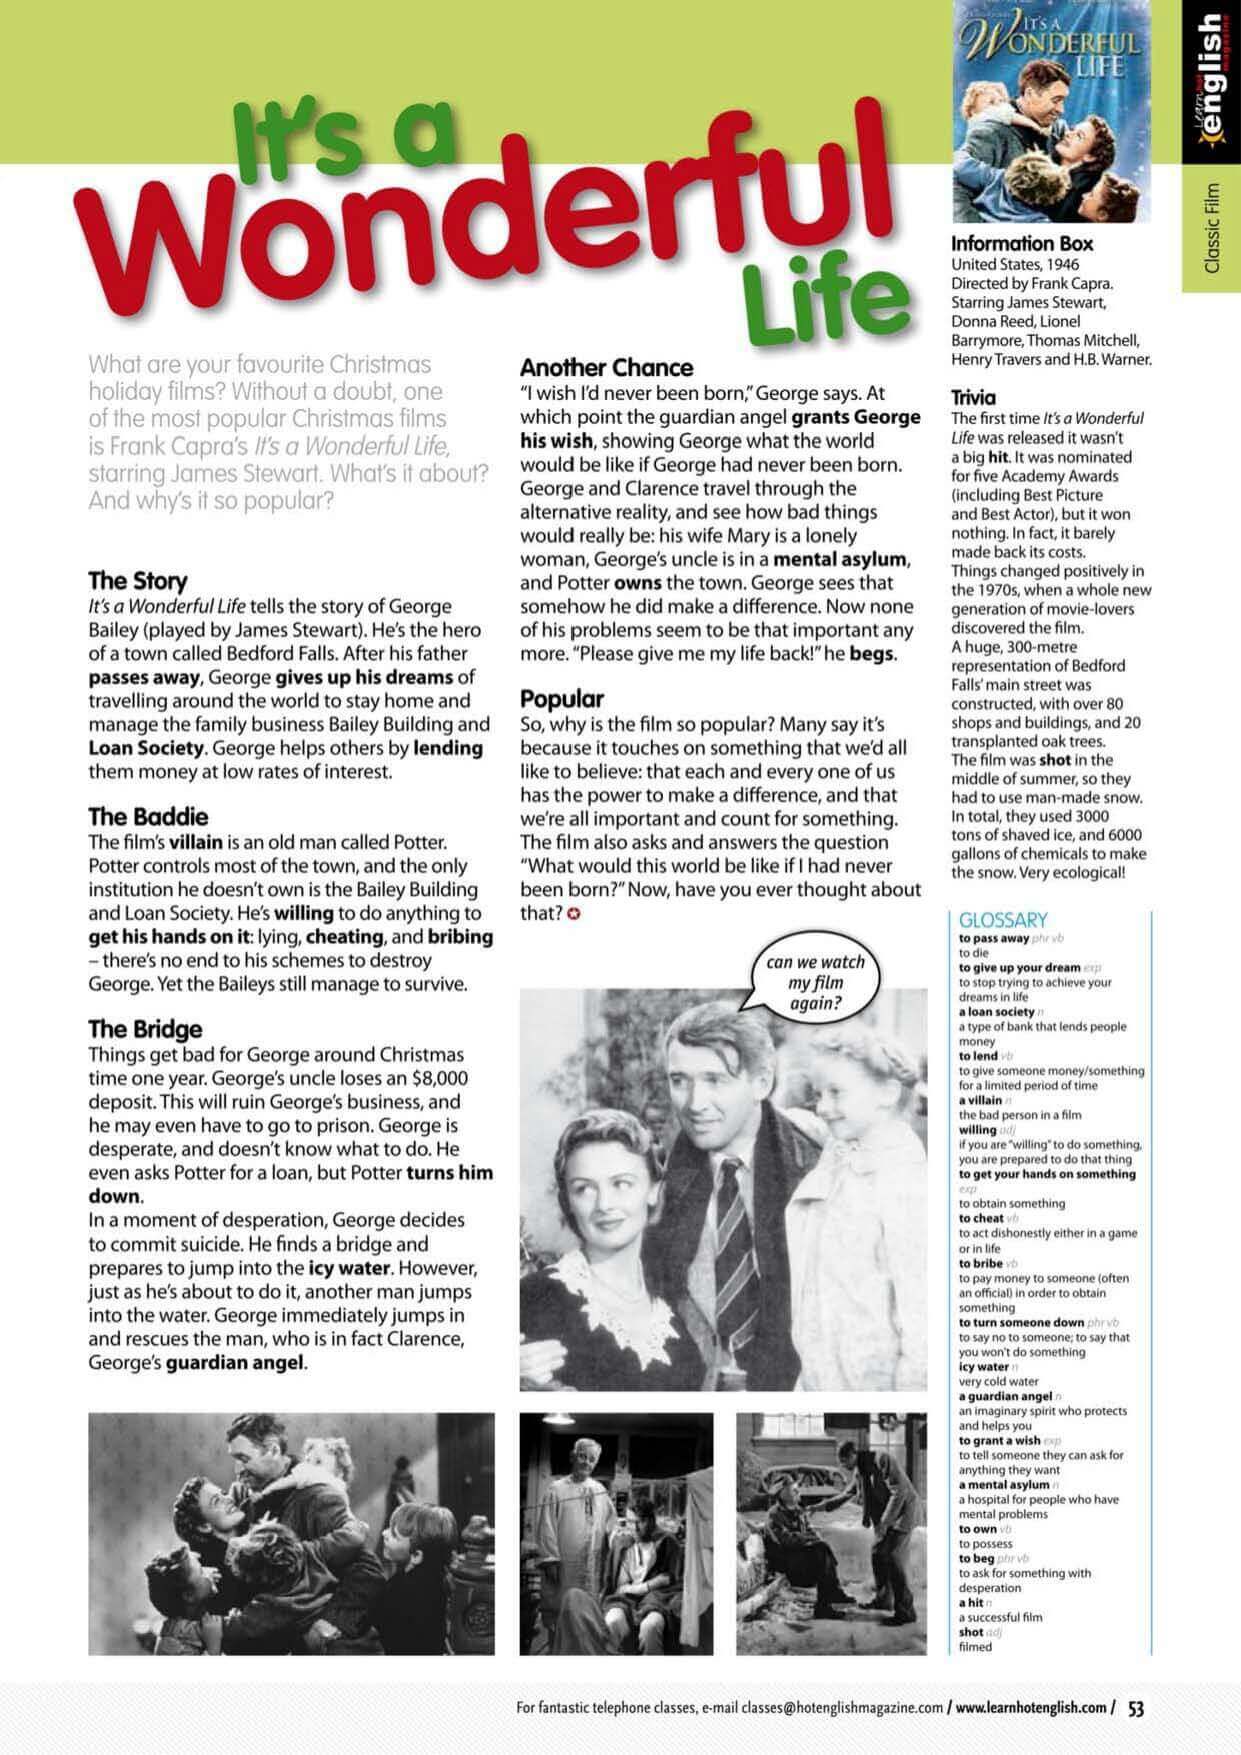 It's a
Wonderful
Life
What are your favourite Christmas
holiday films? Without a doubt, one
of the most popular Christmas films
is Frank Capra's It's a Wonderful Life,
starring James Stewart. What's it about?
And why's it so popular?
The Story
It's a Wonderful Life tells the story of George
Bailey (played by James Stewart). He's the hero
of a town called Bedford Falls. After his father
passes away, George gives up his dreams of
travelling around the world to stay home and
manage the family business Bailey Building and
Loan Society. George helps others by lending
them money at low rates of interest.
The Baddie
The film's villain is an old man called Potter.
Potter controls most of the town, and the only
institution he doesn't own is the Bailey Building
and Loan Society. He's willing to do anything to
get his hands on it: lying, cheating, and bribing
– there's no end to his schemes to destroy
George. Yet the Baileys still manage to survive.
The Bridge
Things get bad for George around Christmas
time one year. George's uncle loses an $8,000
deposit. This will ruin George's business, and
he may even have to go to prison. George is
desperate, and doesn't know what to do. He
even asks Potter for a loan, but Potter turns him
down.
In a moment of desperation, George decides
to commit suicide. He finds a bridge and
prepares to jump into the icy water. However,
just as he's about to do it, another man jumps
into the water. George immediately jumps in
and rescues the man, who is in fact Clarence,
George's guardian angel.
Another Chance
“I wish I'd never been born,” George says. At
which point the guardian angel grants George
his wish, showing George what the world
would be like if George had never been born.
George and Clarence travel through the
alternative reality, and see how bad things
would really be: his wife Mary is a lonely
woman, George's uncle is in a mental asylum,
and Potter owns the town. George sees that
somehow he did make a difference. Now none
of his problems seem to be that important any
more. “Please give me my life back!” he begs.
Popular
So, why is the film so popular? Many say it's
because it touches on something that we'd all
like to believe: that each and every one of us
has the power to make a difference, and that
we're all important and count for something.
The film also asks and answers the question
“What would this world be like if I had never
been born?” Now, have you ever thought about
that?
can we watch
my film
again?
IT'S A
WONDERFUL
LIFE
Information Box
United States, 1946
Directed by Frank Capra.
Starring James Stewart,
Donna Reed, Lionel
Barrymore, Thomas Mitchell,
Henry Travers and H.B. Warner.
Trivia
The first time It's a Wonderful
Life was released it wasn't
a big hit. It was nominated
for five Academy Awards
(including Best Picture
and Best Actor), but it won
nothing. In fact, it barely
made back its costs.
Things changed positively in
the 1970s, when a whole new
generation of movie-lovers
discovered the film.
A huge, 300-metre
representation of Bedford
Falls' main street was
constructed, with over 80
shops and buildings, and 20
transplanted oak trees.
The film was shot in the
middle of summer, so they
had to use man-made snow.
In total, they used 3000
tons of shaved ice, and 6000
gallons of chemicals to make
the snow. Very ecological!
GLOSSARY
to pass away phr vb
to die
to give up your dream exp
to stop trying to achieve your
dreams in life
a loan society n
a type of bank that lends people
money
to lend vb
to give someone money/something
for a limited period of time
a villain n
the bad person in a film
willing adj
if you are “willing” to do something,
you are prepared to do that thing
to get your hands on something
exp
to obtain something
to cheat vb
to act dishonestly either in a game
or in life
to bribe vb
to pay money to someone (often
an official) in order to obtain
something
to turn someone down phr vb
to say no to someone; to say that
you won't do something
icy water n
very cold water
a guardian angel n
an imaginary spirit who protects
and helps you
to grant a wish exp
to tell someone they can ask for
anything they want
a mental asylum n
a hospital for people who have
mental problems
to own vb
to possess
to beg phr vb
to ask for something with
desperation
a hit n
a successful film
shot adj
filmed
Learn hot
english
magazine
Classic Film
For fantastic telephone classes, e-mail classes@hotenglishmagazine.com / www.learnhotenglish.com / 53